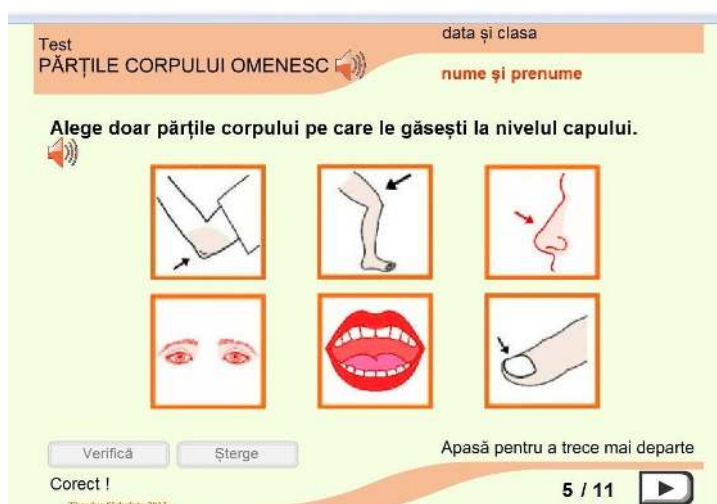 Test
PĂRȚILE CORPULUI OMENESC
data și clasa
nume și prenume
Alege doar părțile corpului pe care le găsești la nivelul capului.
Verifică
Șterge
Apasă pentru a trece mai departe
Corect !
5 / 11